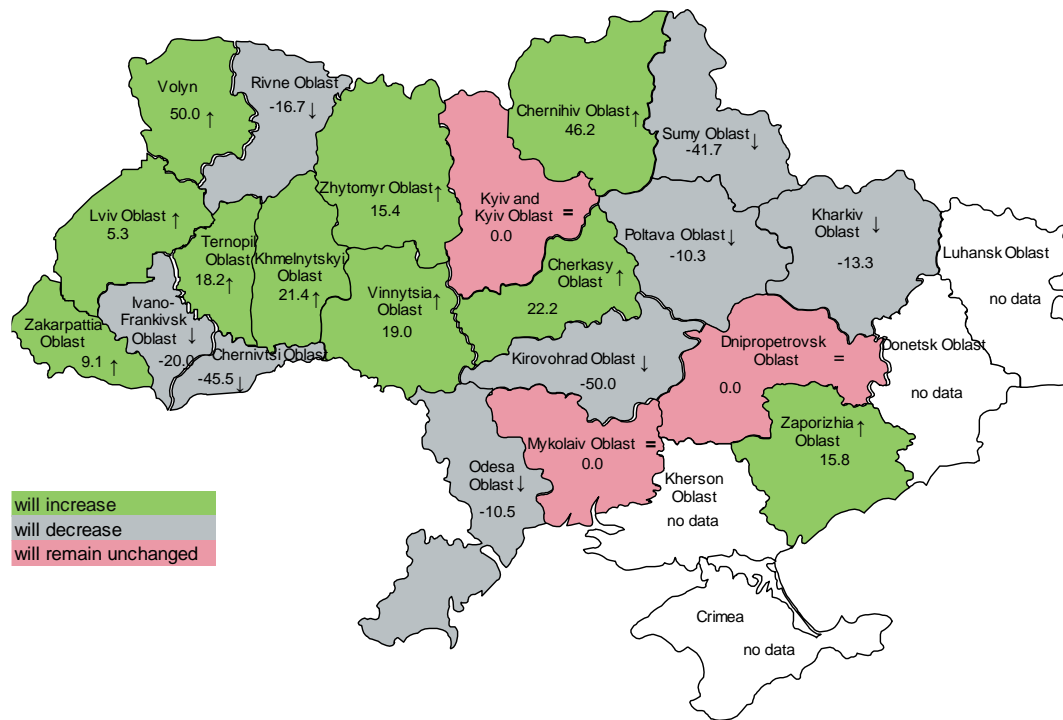 Volyn
50.0 ↑
Rivne Oblast
-16.7 ↓
Zhytomyr Oblast ↑
15.4
Kyiv and
Kyiv Oblast =
0.0
Chernihiv Oblast ↑
46.2
Sumy Oblast ↓
-41.7
Lviv Oblast ↑
5.3
Ternopil
Oblast
18.2 ↑
Khmelnytskyi
Oblast
21.4 ↑
Vinnytsia ↑
Oblast
19.0
Cherkasy ↑
Oblast
22.2
Poltava Oblast ↓
-10.3
Kharkiv ↓
Oblast
-13.3
Luhansk Oblast
no data
Zakarpattia
Oblast
9.1 ↑
Ivano-
Frankivsk
Oblast ↓
-20.0
Chernivtsi Oblast
-45.5 ↓
Kirovohrad Oblast ↓
-50.0
Dnipropetrovsk
Oblast =
0.0
Donetsk Oblast
no data
Odesa
Oblast ↓
-10.5
Mykolaiv Oblast =
0.0
Kherson
Oblast
no data
Zaporizhia ↑
Oblast
15.8
Crimea
no data
will increase
will decrease
will remain unchanged